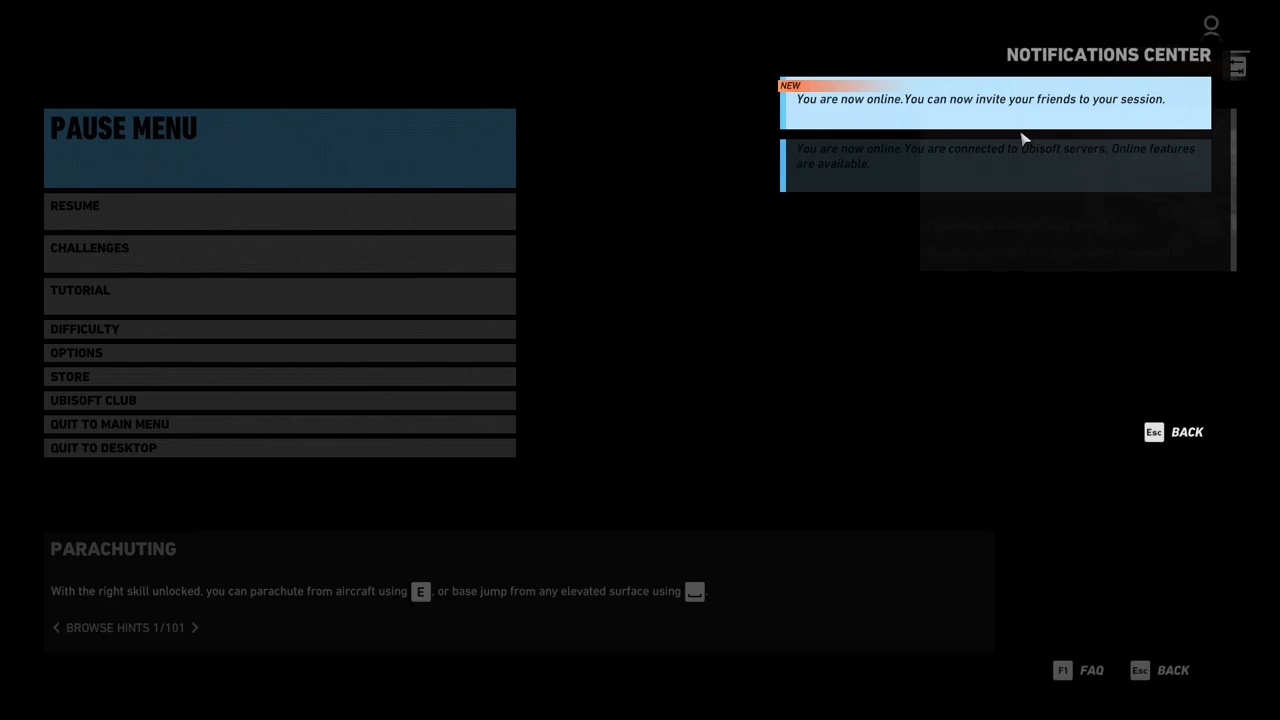 NOTIFICATIONS CENTER
NEW
You are now online.You can now invite your friends to your session.
You are now online.You are connected to Ubisoft servers. Online features
are available.
PAUSE MENU
RESUME
CHALLENGES
TUTORIAL
DIFFICULTY
OPTIONS
STORE
UBISOFT CLUB
QUIT TO MAIN MENU
QUIT TO DESKTOP
Esc BACK
PARACHUTING
With the right skill unlocked, you can parachute from aircraft using E, or base jump from any elevated surface using .
BROWSE HINTS 1/101
F1 FAQ Esc BACK